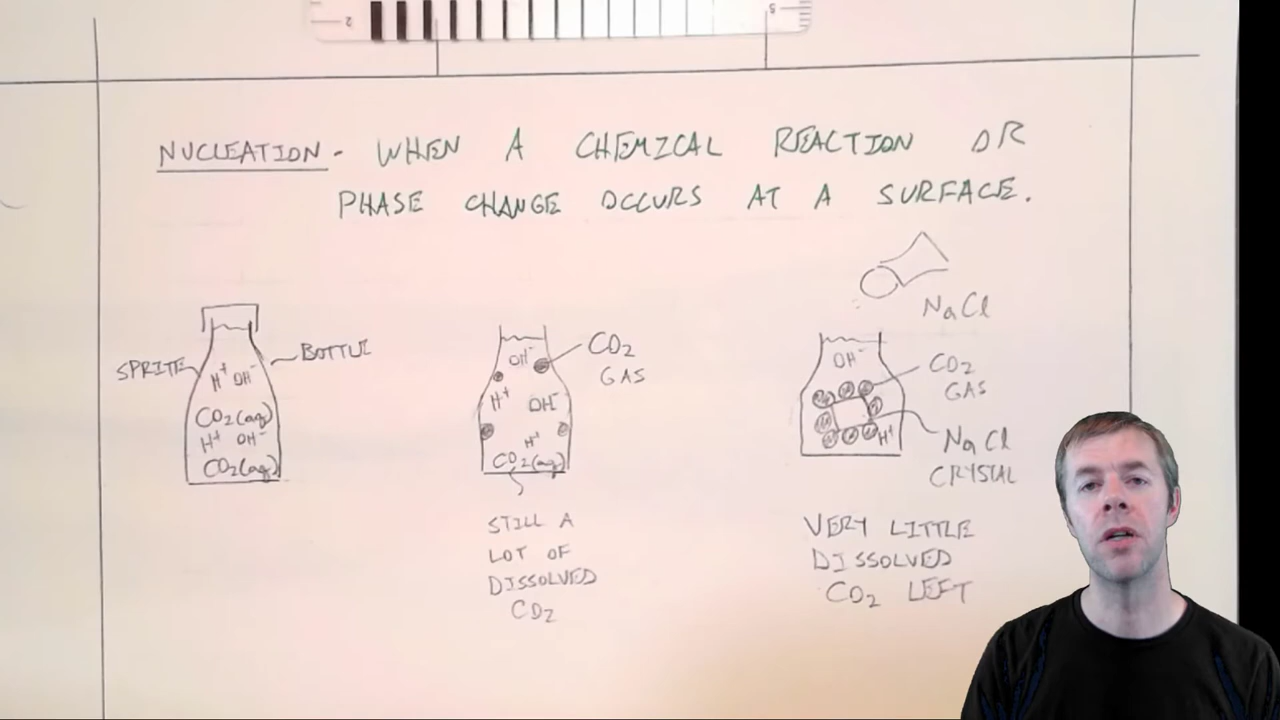 2
5
NUCLEATION - WHEN A CHEMICAL REACTION OR
PHASE CHANGE OCCURS AT A SURFACE.
NaCl
SPRITE
BOTTLE
H+ OH-
CO2(aq)
H+ OH-
CO2(aq)
OH-
CO2
GAS
H+
OH-
H+
CO2(aq)
STILL A
LOT OF
DISSOLVED
CO2
OH-
CO2
GAS
H+
NaCl
CRYSTAL
VERY LITTLE
DISSOLVED
CO2 LEFT